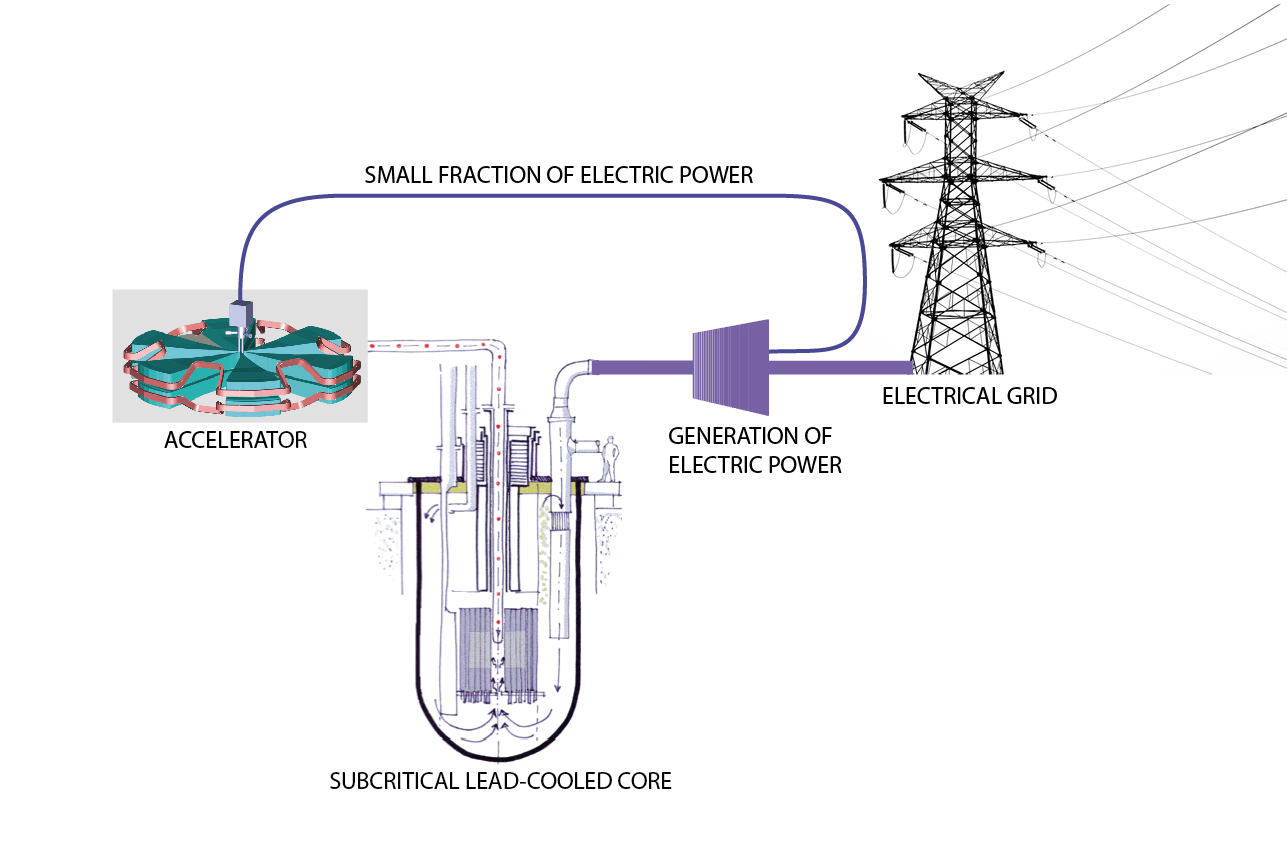 SMALL FRACTION OF ELECTRIC POWER
ACCELERATOR
ELECTRICAL GRID
GENERATION OF
ELECTRIC POWER
SUBCRITICAL LEAD-COOLED CORE